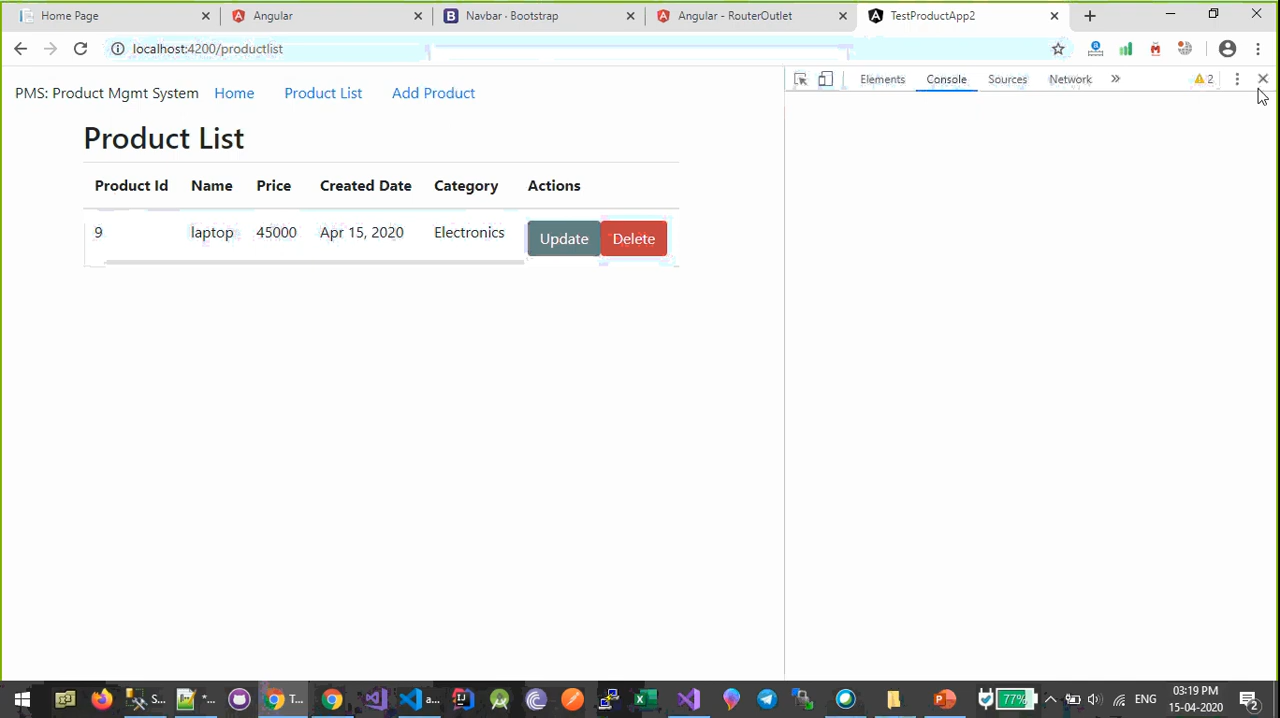 Home Page
Angular
Navbar · Bootstrap
Angular - RouterOutlet
TestProductApp2
localhost:4200/productlist
PMS: Product Mgmt System Home Product List Add Product
Elements Console Sources Network » 2
Product List
Product Id Name Price Created Date Category Actions
9 laptop 45000 Apr 15, 2020 Electronics Update Delete
S... "... T... a... 77% ENG 03:19 PM
15-04-2020 2